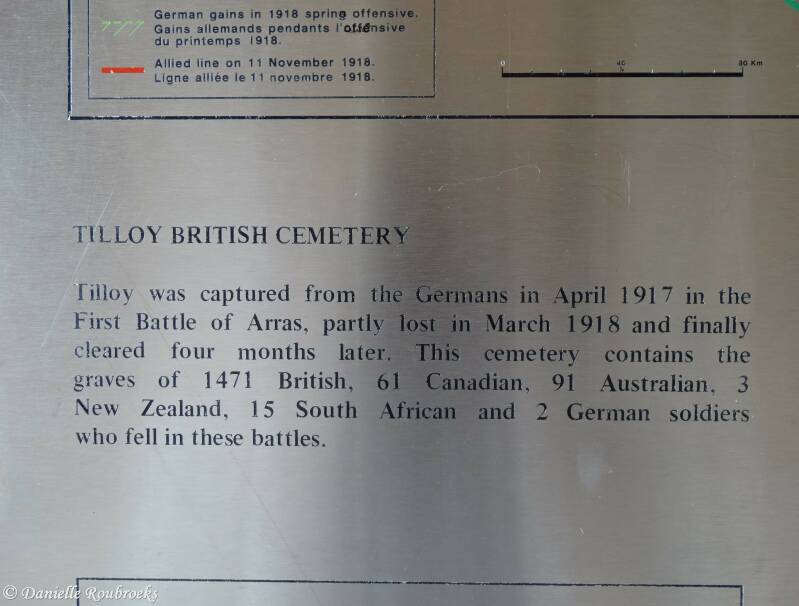 German gains in 1918 spring offensive.
Gains allemands pendants l'offensive
du printemps 1918.
Allied line on 11 November 1918.
Ligne alliée le 11 novembre 1918.
0 40 80 Km
TILLOY BRITISH CEMETERY
Tilloy was captured from the Germans in April 1917 in the
First Battle of Arras, partly lost in March 1918 and finally
cleared four months later. This cemetery contains the
graves of 1471 British, 61 Canadian, 91 Australian, 3
New Zealand, 15 South African and 2 German soldiers
who fell in these battles.
© Danielle Roubroeks